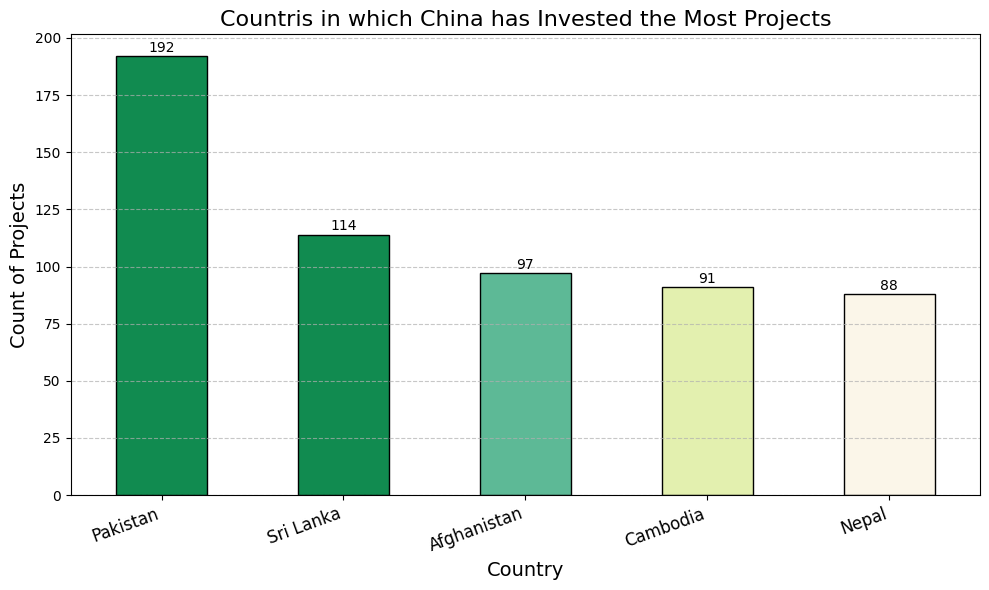 Countris in which China has Invested the Most Projects
Count of Projects
200
175
150
125
100
75
50
25
0
192
114
97
91
88
Pakistan
Sri Lanka
Afghanistan
Cambodia
Nepal
Country